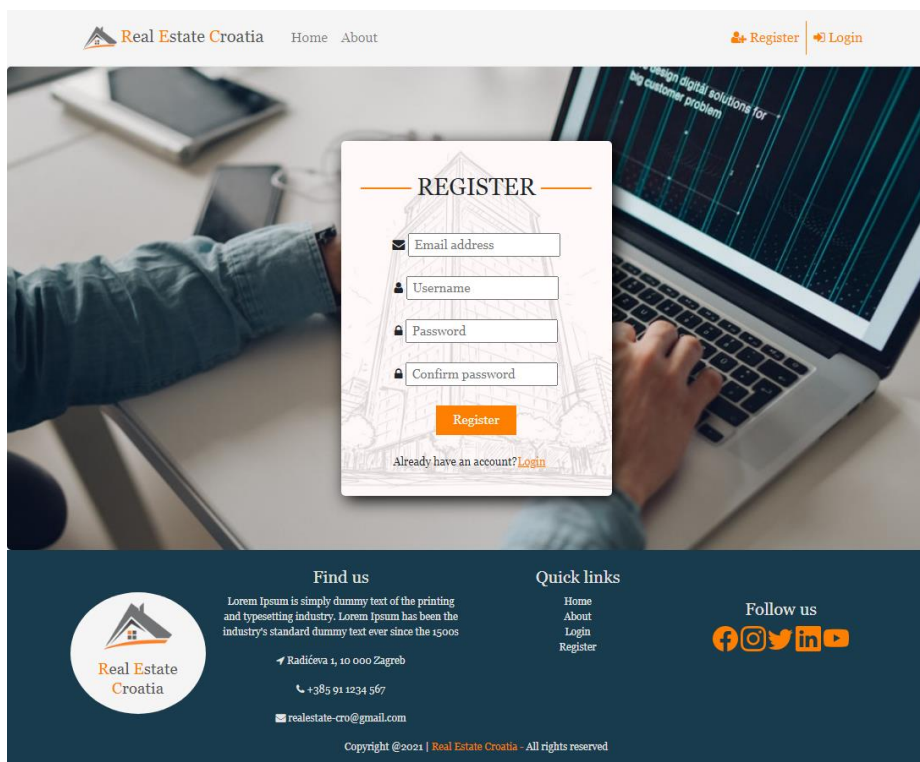 Real Estate Croatia
Home
About
Register
Login
design digital solutions for
big customer problem
REGISTER
Email address
Username
Password
Confirm password
Register
Already have an account? Login
Real Estate
Croatia
Find us
Lorem Ipsum is simply dummy text of the printing
and typesetting industry. Lorem Ipsum has been the
industry's standard dummy text ever since the 1500s
Radićeva 1, 10 000 Zagreb
+385 91 1234 567
realestate-cro@gmail.com
Quick links
Home
About
Login
Register
Follow us
Copyright @2021 | Real Estate Croatia - All rights reserved